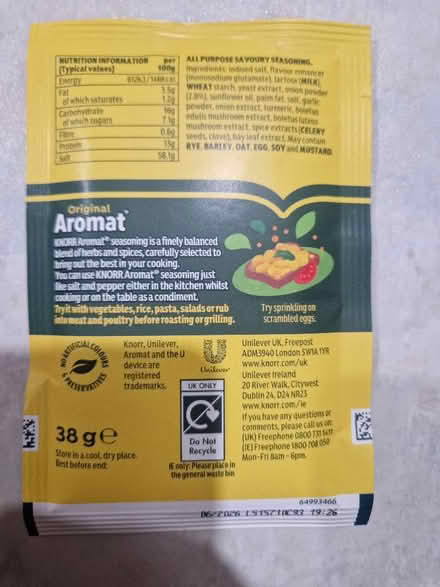 NUTRITION INFORMATION per
(Typical values) 100g
Energy
Fat 3.5g
of which saturates 1.2g
Carbohydrate 16g
of which sugars 7.1g
Fibre 0.6g
Protein 15g
Salt 58.1g
ALL PURPOSE SAVOURY SEASONING.
Ingredients: iodised salt, flavour enhancer
(monosodium glutamate), lactose (MILK),
WHEAT starch, yeast extract, onion powder
(2.8%), sunflower oil, palm fat, salt, garlic
powder, onion extract, turmeric, boletus
edulis mushroom extract, boletus luteus
mushroom extract, spice extracts (CELERY
seeds, clove), bay leaf extract. May contain
RYE, BARLEY, OAT, EGG, SOY and MUSTARD.
Original
Aromat
KNORR Aromat® seasoning is a finely balanced
blend of herbs and spices, carefully selected to
bring out the best in your cooking.
You can use KNORR Aromat® seasoning just
like salt and pepper either in the kitchen whilst
cooking or on the table as a condiment.
Try it with vegetables, rice, pasta, salads or rub
into meat and poultry before roasting or grilling.
Try sprinkling on
scrambled eggs.
NO ARTIFICIAL COLOURS
& PRESERVATIVES
Knorr, Unilever,
Aromat and the U
device are
registered
trademarks.
Unilever
UK ONLY
Do Not
Recycle
IE only: Please place in
the general waste bin
Unilever UK, Freepost
ADM3940 London SW1A 1YR
www.knorr.com/uk
Unilever Ireland
20 River Walk, Citywest
Dublin 24, D24 NR23
www.knorr.com/ie
If you have any questions or
comments, please call us on:
(UK) Freephone 0800 731 5417
(IE) Freephone 1800 708 050
Mon-Fri 8am - 6pm.
38 g e
Store in a cool, dry place.
Best before end:
64993466
06/2026 19:26